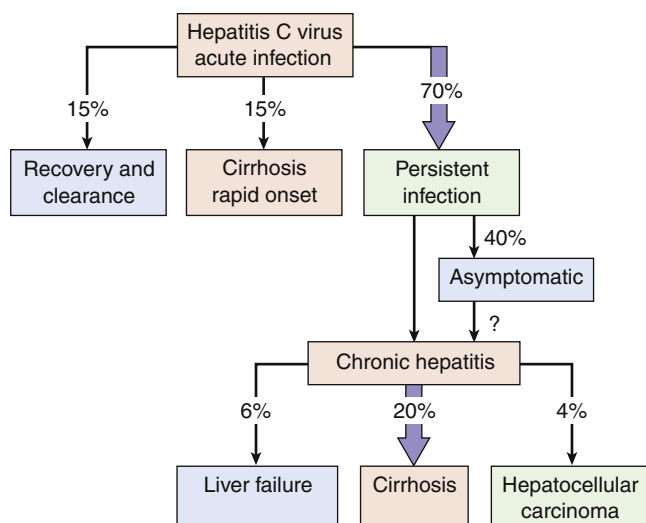 Hepatitis C virus
acute infection
15%
15%
70%
Recovery and
clearance
Cirrhosis
rapid onset
Persistent
infection
40%
Asymptomatic
?
Chronic hepatitis
6%
20%
4%
Liver failure
Cirrhosis
Hepatocellular
carcinoma